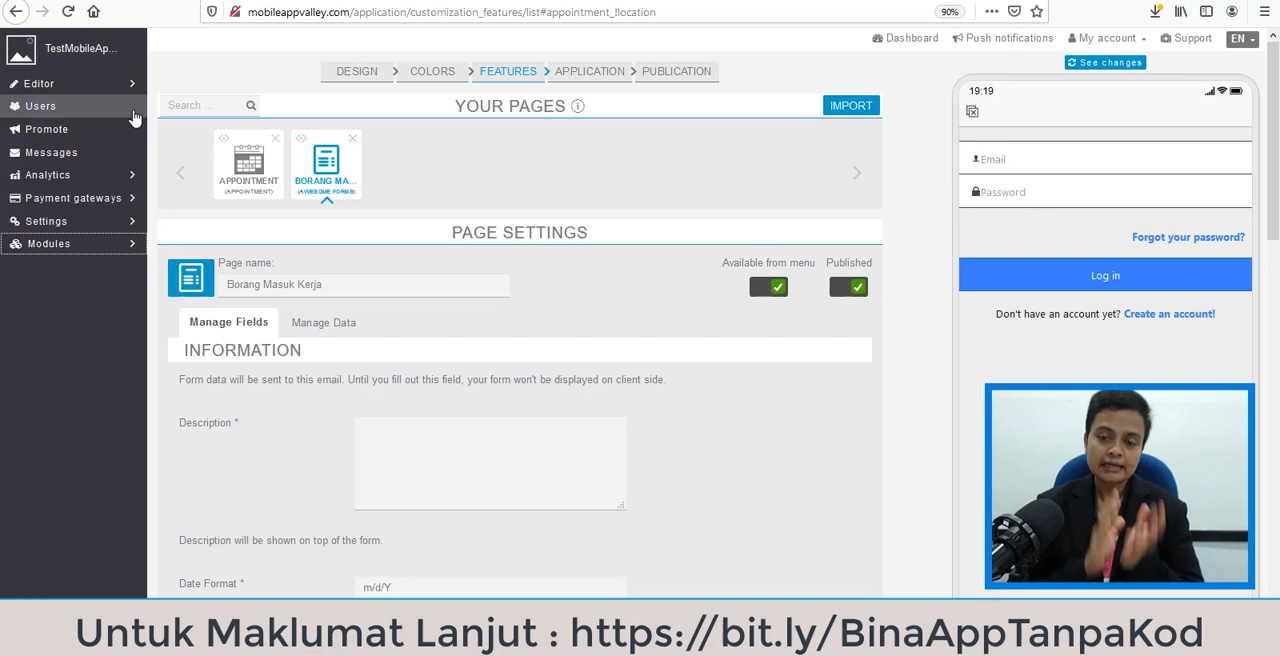 mobileappvalley.com/application/customization_features/list#appointment_llocation
90%
TestMobileAp...
Dashboard
Push notifications
My account
Support
EN
Editor
Users
Promote
Messages
Analytics
Payment gateways
Settings
Modules
DESIGN
COLORS
FEATURES
APPLICATION
PUBLICATION
See changes
Search ...
YOUR PAGES
IMPORT
APPOINTMENT
(APPOINTMENT)
BORANG MA...
(AWESOME FORMS)
PAGE SETTINGS
Page name:
Borang Masuk Kerja
Available from menu
Published
Manage Fields
Manage Data
INFORMATION
Form data will be sent to this email. Until you fill out this field, your form won't be displayed on client side.
Description *
Description will be shown on top of the form.
Date Format *
m/d/Y
19:19
Email
Password
Forgot your password?
Log in
Don't have an account yet? Create an account!
Untuk Maklumat Lanjut : https://bit.ly/BinaAppTanpaKod